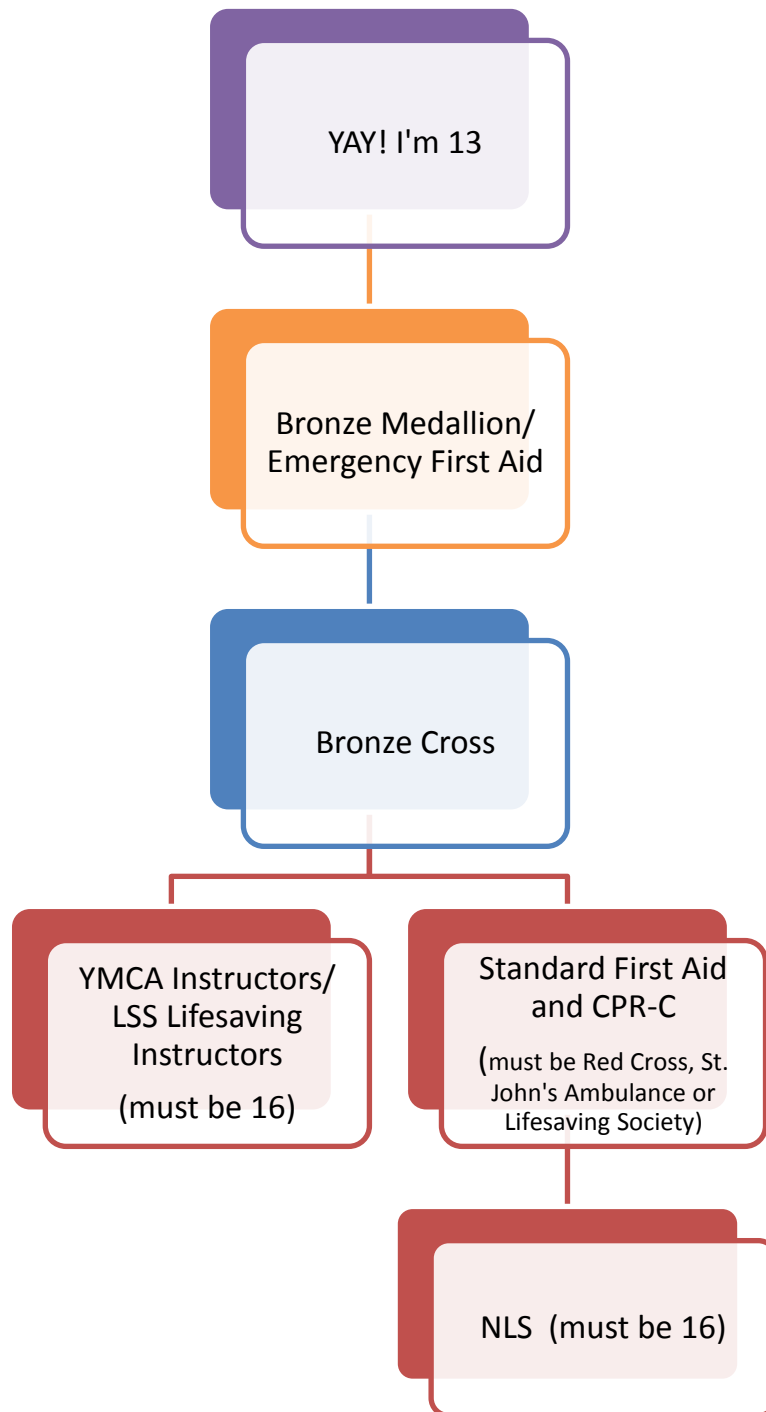 YAY! I'm 13
Bronze Medallion/
Emergency First Aid
Bronze Cross
YMCA Instructors/
LSS Lifesaving
Instructors
(must be 16)
Standard First Aid
and CPR-C
(must be Red Cross, St.
John's Ambulance or
Lifesaving Society)
NLS  (must be 16)